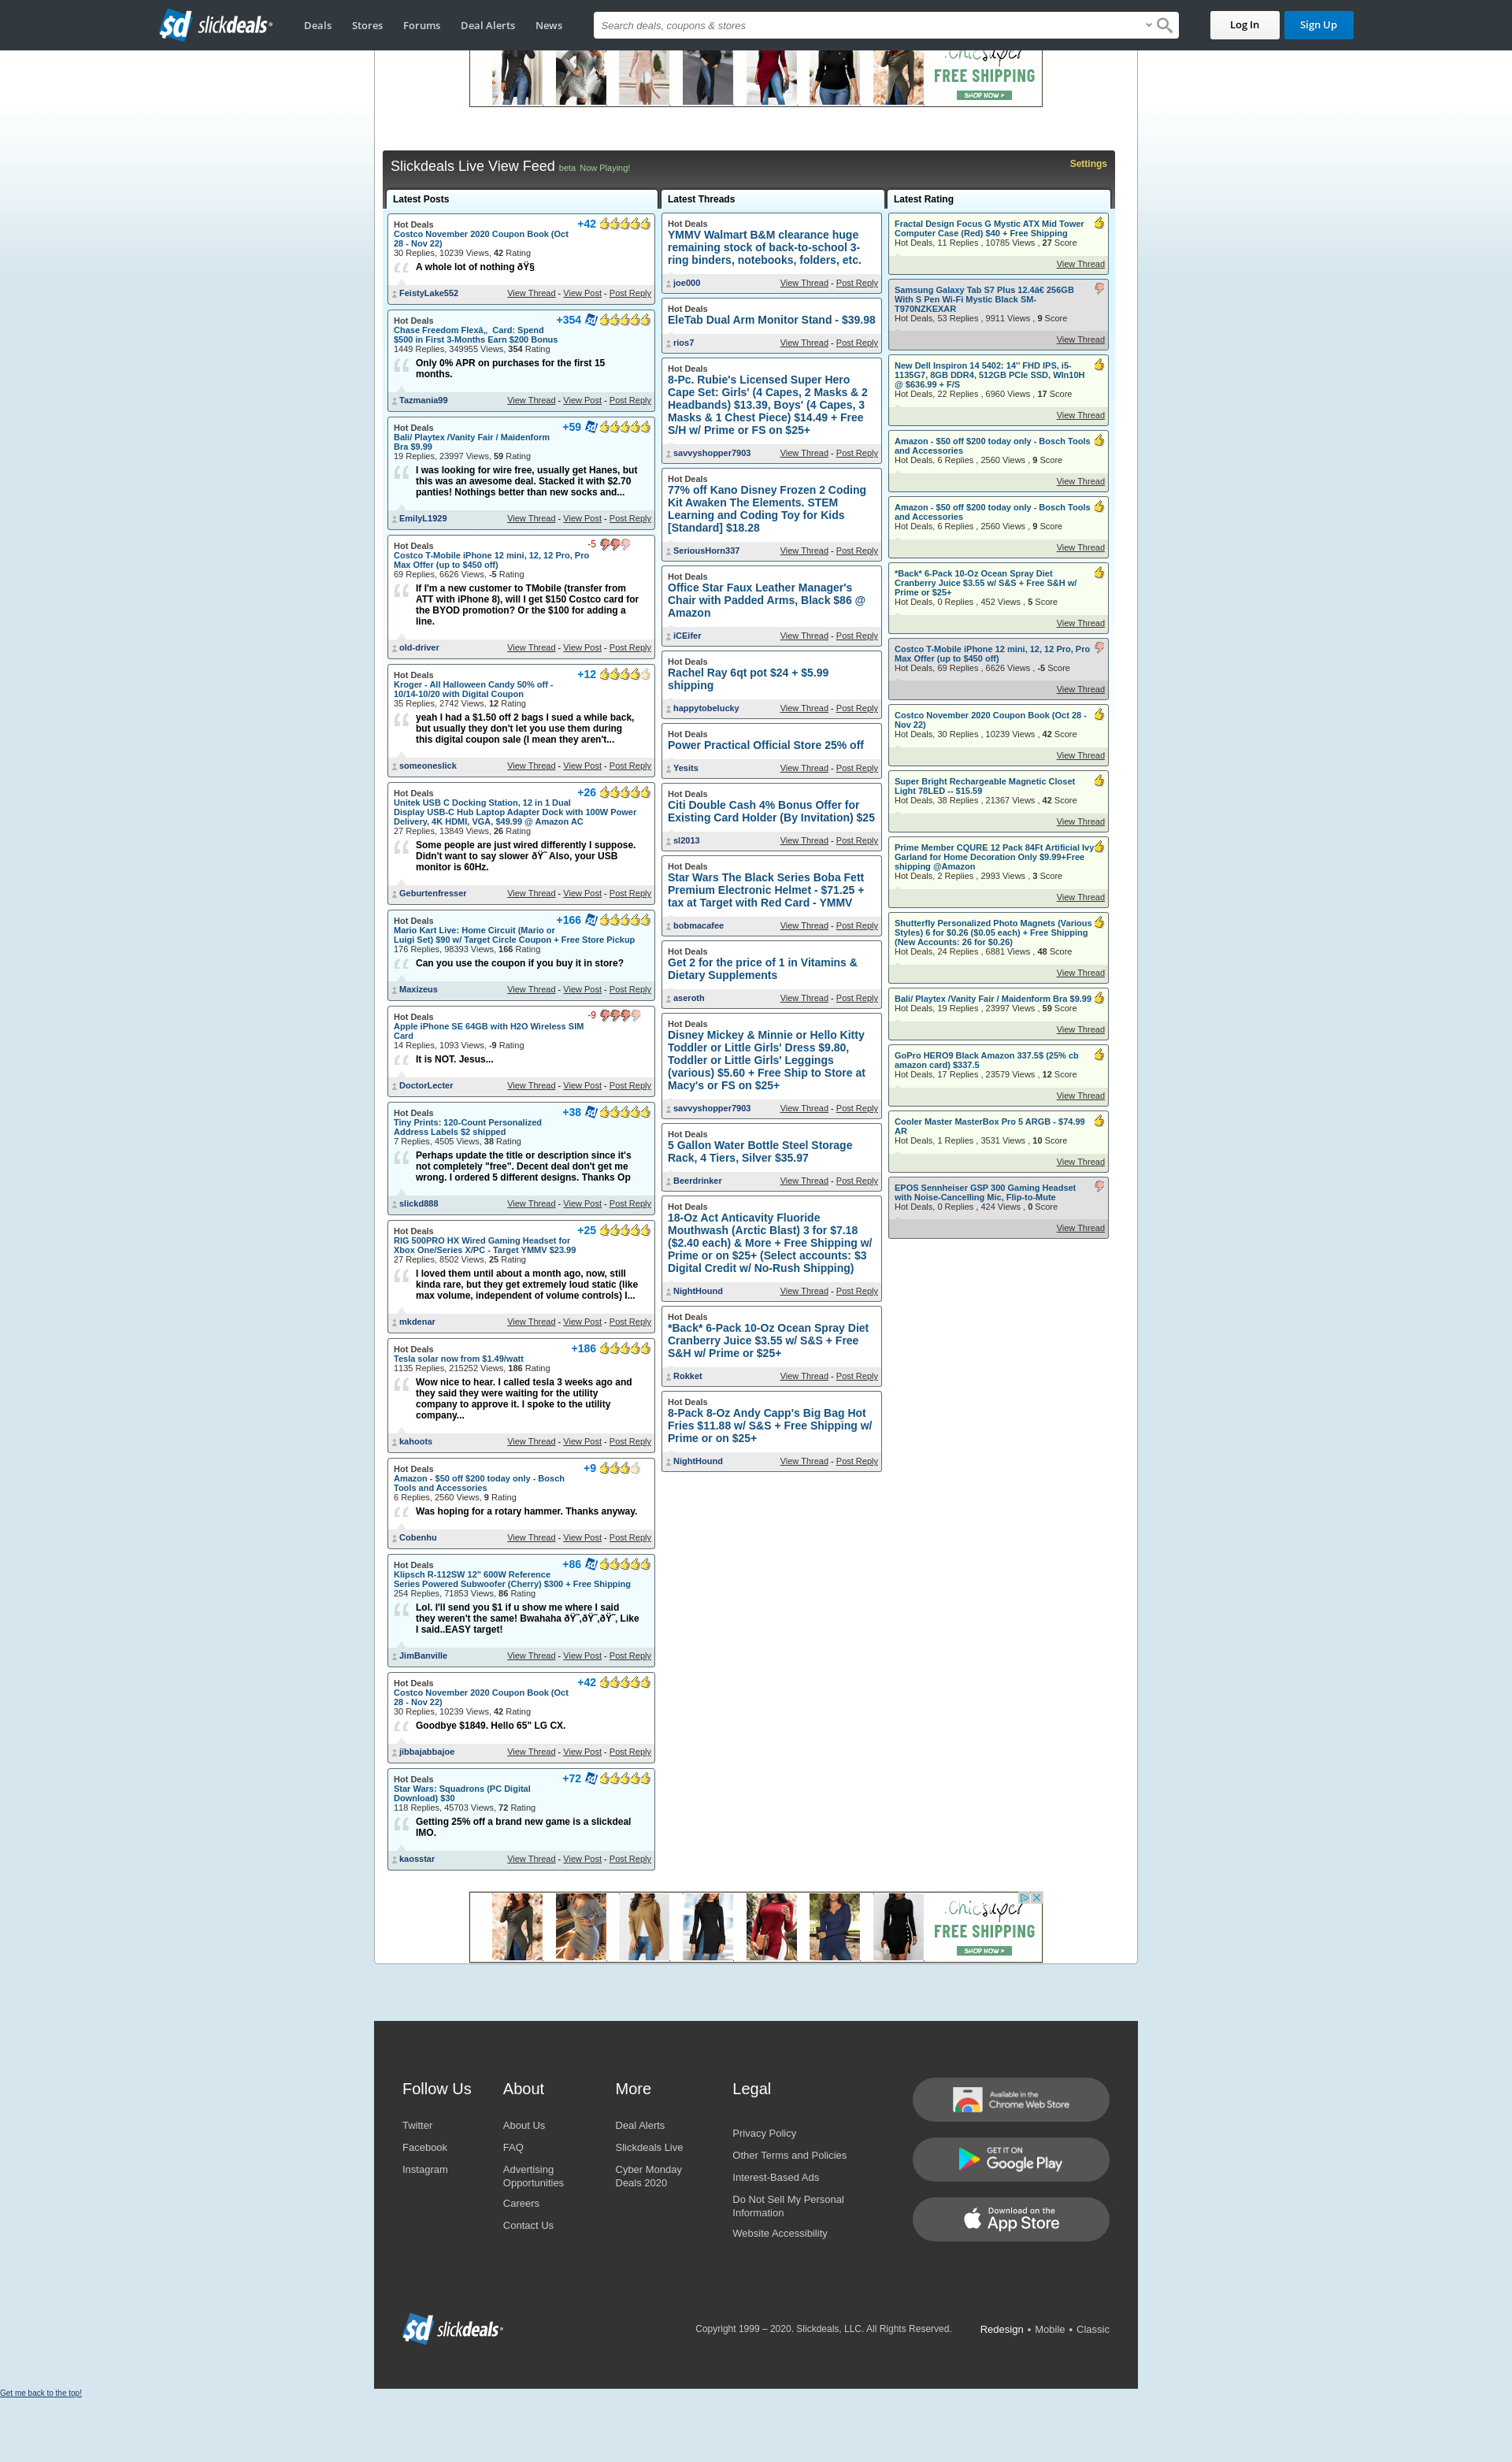 slickdeals
Deals
Stores
Forums
Deal Alerts
News
Search deals, coupons & stores
Log In
Sign Up
chic super
FREE SHIPPING
SHOP NOW >
Slickdeals Live View Feed beta Now Playing!
Settings
Latest Posts
Hot Deals
+42
Costco November 2020 Coupon Book (Oct
28 - Nov 22)
30 Replies, 10239 Views, 42 Rating
A whole lot of nothing ðŸ§
FeistyLake552
View Thread - View Post - Post Reply
Hot Deals
+354
Chase Freedom Flexâ„ Card: Spend
$500 in First 3-Months Earn $200 Bonus
1449 Replies, 349955 Views, 354 Rating
Only 0% APR on purchases for the first 15
months.
Tazmania99
View Thread - View Post - Post Reply
Hot Deals
+59
Bali/ Playtex /Vanity Fair / Maidenform
Bra $9.99
19 Replies, 23997 Views, 59 Rating
I was looking for wire free, usually get Hanes, but
this was an awesome deal. Stacked it with $2.70
panties! Nothings better than new socks and...
EmilyL1929
View Thread - View Post - Post Reply
Hot Deals
-5
Costco T-Mobile iPhone 12 mini, 12, 12 Pro, Pro
Max Offer (up to $450 off)
69 Replies, 6626 Views, -5 Rating
If I'm a new customer to TMobile (transfer from
ATT with iPhone 8), will I get $150 Costco card for
the BYOD promotion? Or the $100 for adding a
line.
old-driver
View Thread - View Post - Post Reply
Hot Deals
+12
Kroger - All Halloween Candy 50% off -
10/14-10/20 with Digital Coupon
35 Replies, 2742 Views, 12 Rating
yeah I had a $1.50 off 2 bags I sued a while back,
but usually they don't let you use them during
this digital coupon sale (I mean they aren't...
someoneslick
View Thread - View Post - Post Reply
Hot Deals
+26
Unitek USB C Docking Station, 12 in 1 Dual
Display USB-C Hub Laptop Adapter Dock with 100W Power
Delivery, 4K HDMI, VGA, $49.99 @ Amazon AC
27 Replies, 13849 Views, 26 Rating
Some people are just wired differently I suppose.
Didn't want to say slower ðŸ˜ Also, your USB
monitor is 60Hz.
Geburtenfresser
View Thread - View Post - Post Reply
Hot Deals
+166
Mario Kart Live: Home Circuit (Mario or
Luigi Set) $90 w/ Target Circle Coupon + Free Store Pickup
176 Replies, 98393 Views, 166 Rating
Can you use the coupon if you buy it in store?
Maxizeus
View Thread - View Post - Post Reply
Hot Deals
-9
Apple iPhone SE 64GB with H2O Wireless SIM
Card
14 Replies, 1093 Views, -9 Rating
It is NOT. Jesus...
DoctorLecter
View Thread - View Post - Post Reply
Hot Deals
+38
Tiny Prints: 120-Count Personalized
Address Labels $2 shipped
7 Replies, 4505 Views, 38 Rating
Perhaps update the title or description since it's
not completely "free". Decent deal don't get me
wrong. I ordered 5 different designs. Thanks Op
slickd888
View Thread - View Post - Post Reply
Hot Deals
+25
RIG 500PRO HX Wired Gaming Headset for
Xbox One/Series X/PC - Target YMMV $23.99
27 Replies, 8502 Views, 25 Rating
I loved them until about a month ago, now, still
kinda rare, but they get extremely loud static (like
max volume, independent of volume controls) I...
mkdenar
View Thread - View Post - Post Reply
Hot Deals
+186
Tesla solar now from $1.49/watt
1135 Replies, 215252 Views, 186 Rating
Wow nice to hear. I called tesla 3 weeks ago and
they said they were waiting for the utility
company to approve it. I spoke to the utility
company...
kahoots
View Thread - View Post - Post Reply
Hot Deals
+9
Amazon - $50 off $200 today only - Bosch
Tools and Accessories
6 Replies, 2560 Views, 9 Rating
Was hoping for a rotary hammer. Thanks anyway.
Cobenhu
View Thread - View Post - Post Reply
Hot Deals
+86
Klipsch R-112SW 12" 600W Reference
Series Powered Subwoofer (Cherry) $300 + Free Shipping
254 Replies, 71853 Views, 86 Rating
Lol. I'll send you $1 if u show me where I said
they weren't the same! Bwahaha ðŸ˜‚ðŸ˜‚ðŸ˜‚ Like
I said..EASY target!
JimBanville
View Thread - View Post - Post Reply
Hot Deals
+42
Costco November 2020 Coupon Book (Oct
28 - Nov 22)
30 Replies, 10239 Views, 42 Rating
Goodbye $1849. Hello 65" LG CX.
jibbajabbajoe
View Thread - View Post - Post Reply
Hot Deals
+72
Star Wars: Squadrons (PC Digital
Download) $30
118 Replies, 45703 Views, 72 Rating
Getting 25% off a brand new game is a slickdeal
IMO.
kaosstar
View Thread - View Post - Post Reply
Latest Threads
Hot Deals
YMMV Walmart B&M clearance huge
remaining stock of back-to-school 3-
ring binders, notebooks, folders, etc.
joe000
View Thread - Post Reply
Hot Deals
EleTab Dual Arm Monitor Stand - $39.98
rios7
View Thread - Post Reply
Hot Deals
8-Pc. Rubie's Licensed Super Hero
Cape Set: Girls' (4 Capes, 2 Masks & 2
Headbands) $13.39, Boys' (4 Capes, 3
Masks & 1 Chest Piece) $14.49 + Free
S/H w/ Prime or FS on $25+
savvyshopper7903
View Thread - Post Reply
Hot Deals
77% off Kano Disney Frozen 2 Coding
Kit Awaken The Elements. STEM
Learning and Coding Toy for Kids
[Standard] $18.28
SeriousHorn337
View Thread - Post Reply
Hot Deals
Office Star Faux Leather Manager's
Chair with Padded Arms, Black $86 @
Amazon
iCEifer
View Thread - Post Reply
Hot Deals
Rachel Ray 6qt pot $24 + $5.99
shipping
happytobelucky
View Thread - Post Reply
Hot Deals
Power Practical Official Store 25% off
Yesits
View Thread - Post Reply
Hot Deals
Citi Double Cash 4% Bonus Offer for
Existing Card Holder (By Invitation) $25
sl2013
View Thread - Post Reply
Hot Deals
Star Wars The Black Series Boba Fett
Premium Electronic Helmet - $71.25 +
tax at Target with Red Card - YMMV
bobmacafee
View Thread - Post Reply
Hot Deals
Get 2 for the price of 1 in Vitamins &
Dietary Supplements
aseroth
View Thread - Post Reply
Hot Deals
Disney Mickey & Minnie or Hello Kitty
Toddler or Little Girls' Dress $9.80,
Toddler or Little Girls' Leggings
(various) $5.60 + Free Ship to Store at
Macy's or FS on $25+
savvyshopper7903
View Thread - Post Reply
Hot Deals
5 Gallon Water Bottle Steel Storage
Rack, 4 Tiers, Silver $35.97
Beerdrinker
View Thread - Post Reply
Hot Deals
18-Oz Act Anticavity Fluoride
Mouthwash (Arctic Blast) 3 for $7.18
($2.40 each) & More + Free Shipping w/
Prime or on $25+ (Select accounts: $3
Digital Credit w/ No-Rush Shipping)
NightHound
View Thread - Post Reply
Hot Deals
*Back* 6-Pack 10-Oz Ocean Spray Diet
Cranberry Juice $3.55 w/ S&S + Free
S&H w/ Prime or $25+
Rokket
View Thread - Post Reply
Hot Deals
8-Pack 8-Oz Andy Capp's Big Bag Hot
Fries $11.88 w/ S&S + Free Shipping w/
Prime or on $25+
NightHound
View Thread - Post Reply
Latest Rating
Fractal Design Focus G Mystic ATX Mid Tower
Computer Case (Red) $40 + Free Shipping
Hot Deals, 11 Replies , 10785 Views , 27 Score
View Thread
Samsung Galaxy Tab S7 Plus 12.4â€ 256GB
With S Pen Wi-Fi Mystic Black SM-
T970NZKEXAR
Hot Deals, 53 Replies , 9911 Views , 9 Score
View Thread
New Dell Inspiron 14 5402: 14'' FHD IPS, i5-
1135G7, 8GB DDR4, 512GB PCIe SSD, WIn10H
@ $636.99 + F/S
Hot Deals, 22 Replies , 6960 Views , 17 Score
View Thread
Amazon - $50 off $200 today only - Bosch Tools
and Accessories
Hot Deals, 6 Replies , 2560 Views , 9 Score
View Thread
Amazon - $50 off $200 today only - Bosch Tools
and Accessories
Hot Deals, 6 Replies , 2560 Views , 9 Score
View Thread
*Back* 6-Pack 10-Oz Ocean Spray Diet
Cranberry Juice $3.55 w/ S&S + Free S&H w/
Prime or $25+
Hot Deals, 0 Replies , 452 Views , 5 Score
View Thread
Costco T-Mobile iPhone 12 mini, 12, 12 Pro, Pro
Max Offer (up to $450 off)
Hot Deals, 69 Replies , 6626 Views , -5 Score
View Thread
Costco November 2020 Coupon Book (Oct 28 -
Nov 22)
Hot Deals, 30 Replies , 10239 Views , 42 Score
View Thread
Super Bright Rechargeable Magnetic Closet
Light 78LED -- $15.59
Hot Deals, 38 Replies , 21367 Views , 42 Score
View Thread
Prime Member CQURE 12 Pack 84Ft Artificial Ivy
Garland for Home Decoration Only $9.99+Free
shipping @Amazon
Hot Deals, 2 Replies , 2993 Views , 3 Score
View Thread
Shutterfly Personalized Photo Magnets (Various
Styles) 6 for $0.26 ($0.05 each) + Free Shipping
(New Accounts: 26 for $0.26)
Hot Deals, 24 Replies , 6881 Views , 48 Score
View Thread
Bali/ Playtex /Vanity Fair / Maidenform Bra $9.99
Hot Deals, 19 Replies , 23997 Views , 59 Score
View Thread
GoPro HERO9 Black Amazon 337.5$ (25% cb
amazon card) $337.5
Hot Deals, 17 Replies , 23579 Views , 12 Score
View Thread
Cooler Master MasterBox Pro 5 ARGB - $74.99
AR
Hot Deals, 1 Replies , 3531 Views , 10 Score
View Thread
EPOS Sennheiser GSP 300 Gaming Headset
with Noise-Cancelling Mic, Flip-to-Mute
Hot Deals, 0 Replies , 424 Views , 0 Score
View Thread
chic super
FREE SHIPPING
SHOP NOW >
Follow Us
Twitter
Facebook
Instagram
About
About Us
FAQ
Advertising
Opportunities
Careers
Contact Us
More
Deal Alerts
Slickdeals Live
Cyber Monday
Deals 2020
Legal
Privacy Policy
Other Terms and Policies
Interest-Based Ads
Do Not Sell My Personal
Information
Website Accessibility
Available in the
Chrome Web Store
GET IT ON
Google Play
Download on the
App Store
slickdeals
Copyright 1999 – 2020. Slickdeals, LLC. All Rights Reserved.
Redesign • Mobile • Classic
Get me back to the top!